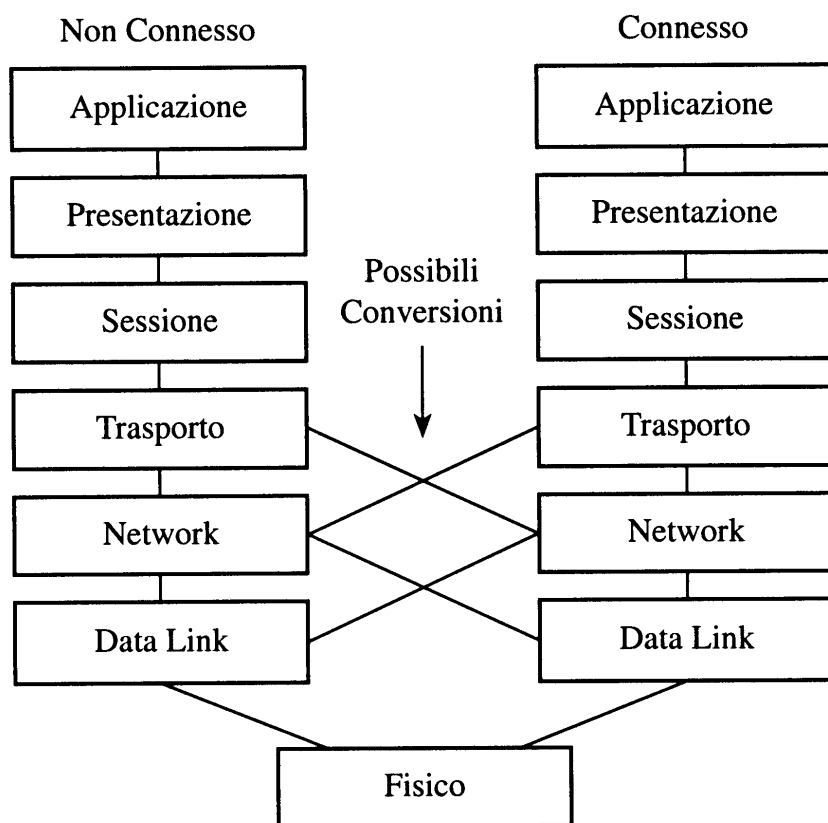 Non Connesso
Connesso
Applicazione
Applicazione
Presentazione
Presentazione
Possibili
Conversioni
Sessione
Sessione
Trasporto
Trasporto
Network
Network
Data Link
Data Link
Fisico